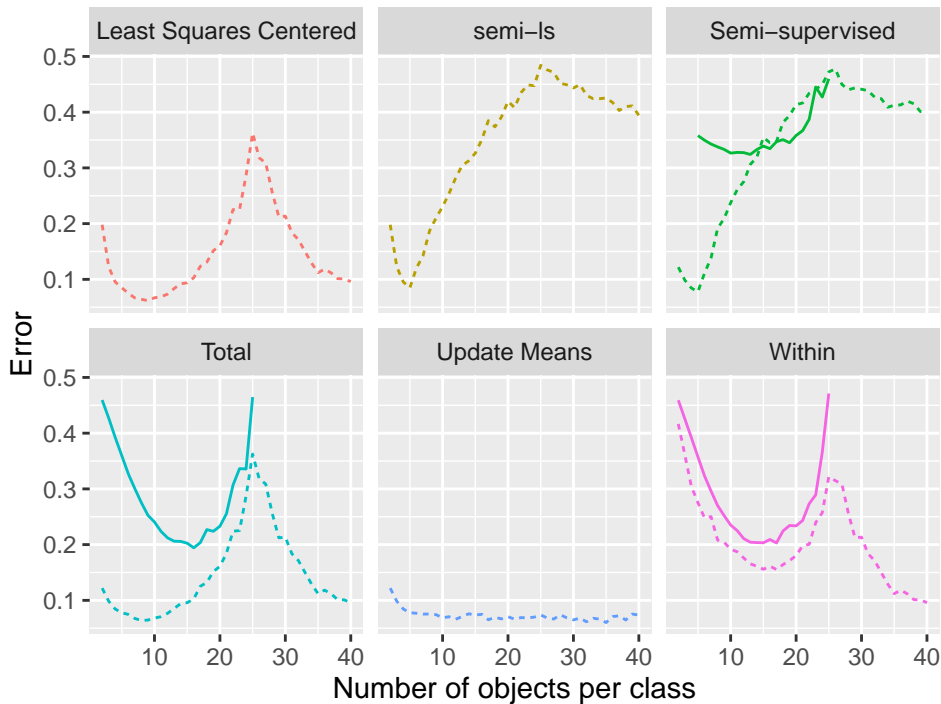 Least Squares Centered
semi−ls
Semi−supervised
0.5
0.4
0.3
0.2
0.1
Error
Total
Update Means
Within
0.5
0.4
0.3
0.2
0.1
10 20 30 40 10 20 30 40 10 20 30 40
Number of objects per class